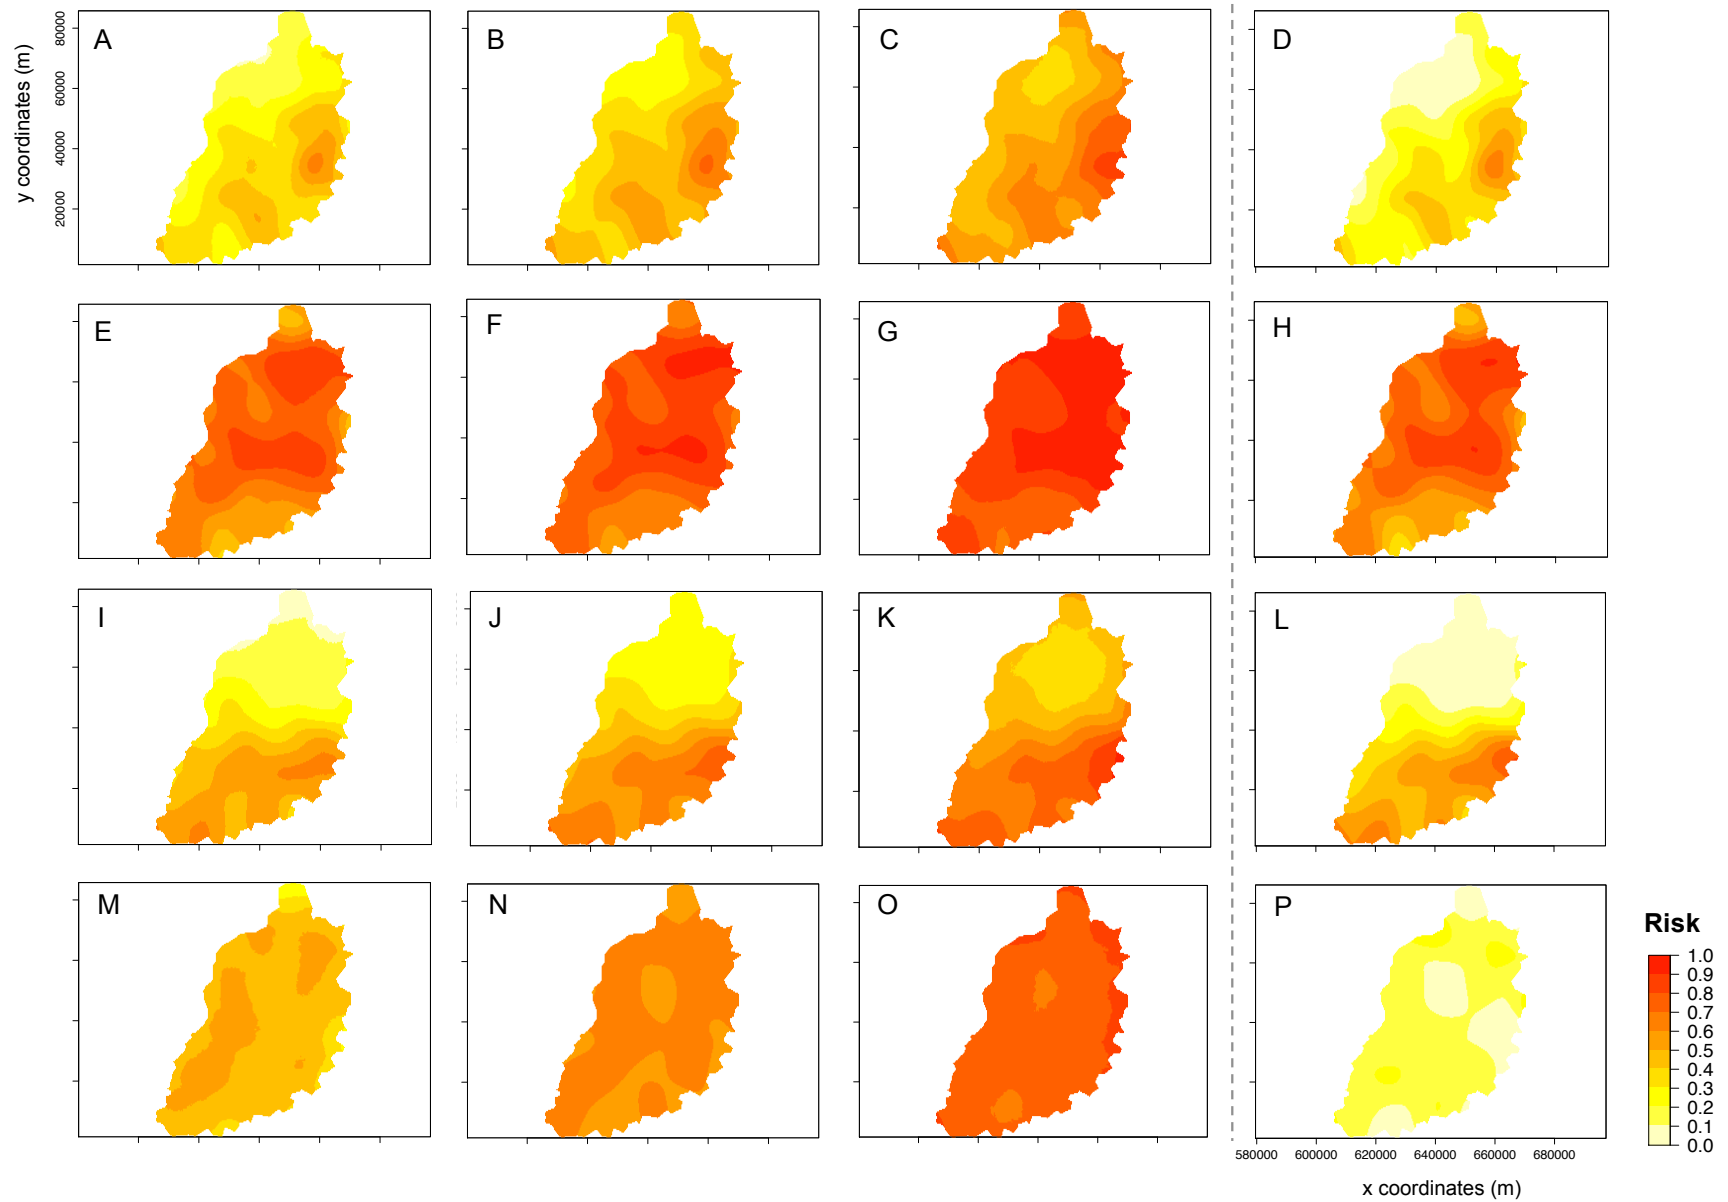 A
B
C
D
y coordinates (m)
80000
60000
40000
20000
E
F
G
H
I
J
K
L
M
N
O
P
Risk
1.0
0.9
0.8
0.7
0.6
0.5
0.4
0.3
0.2
0.1
0.0
580000 600000 620000 640000 660000 680000
x coordinates (m)